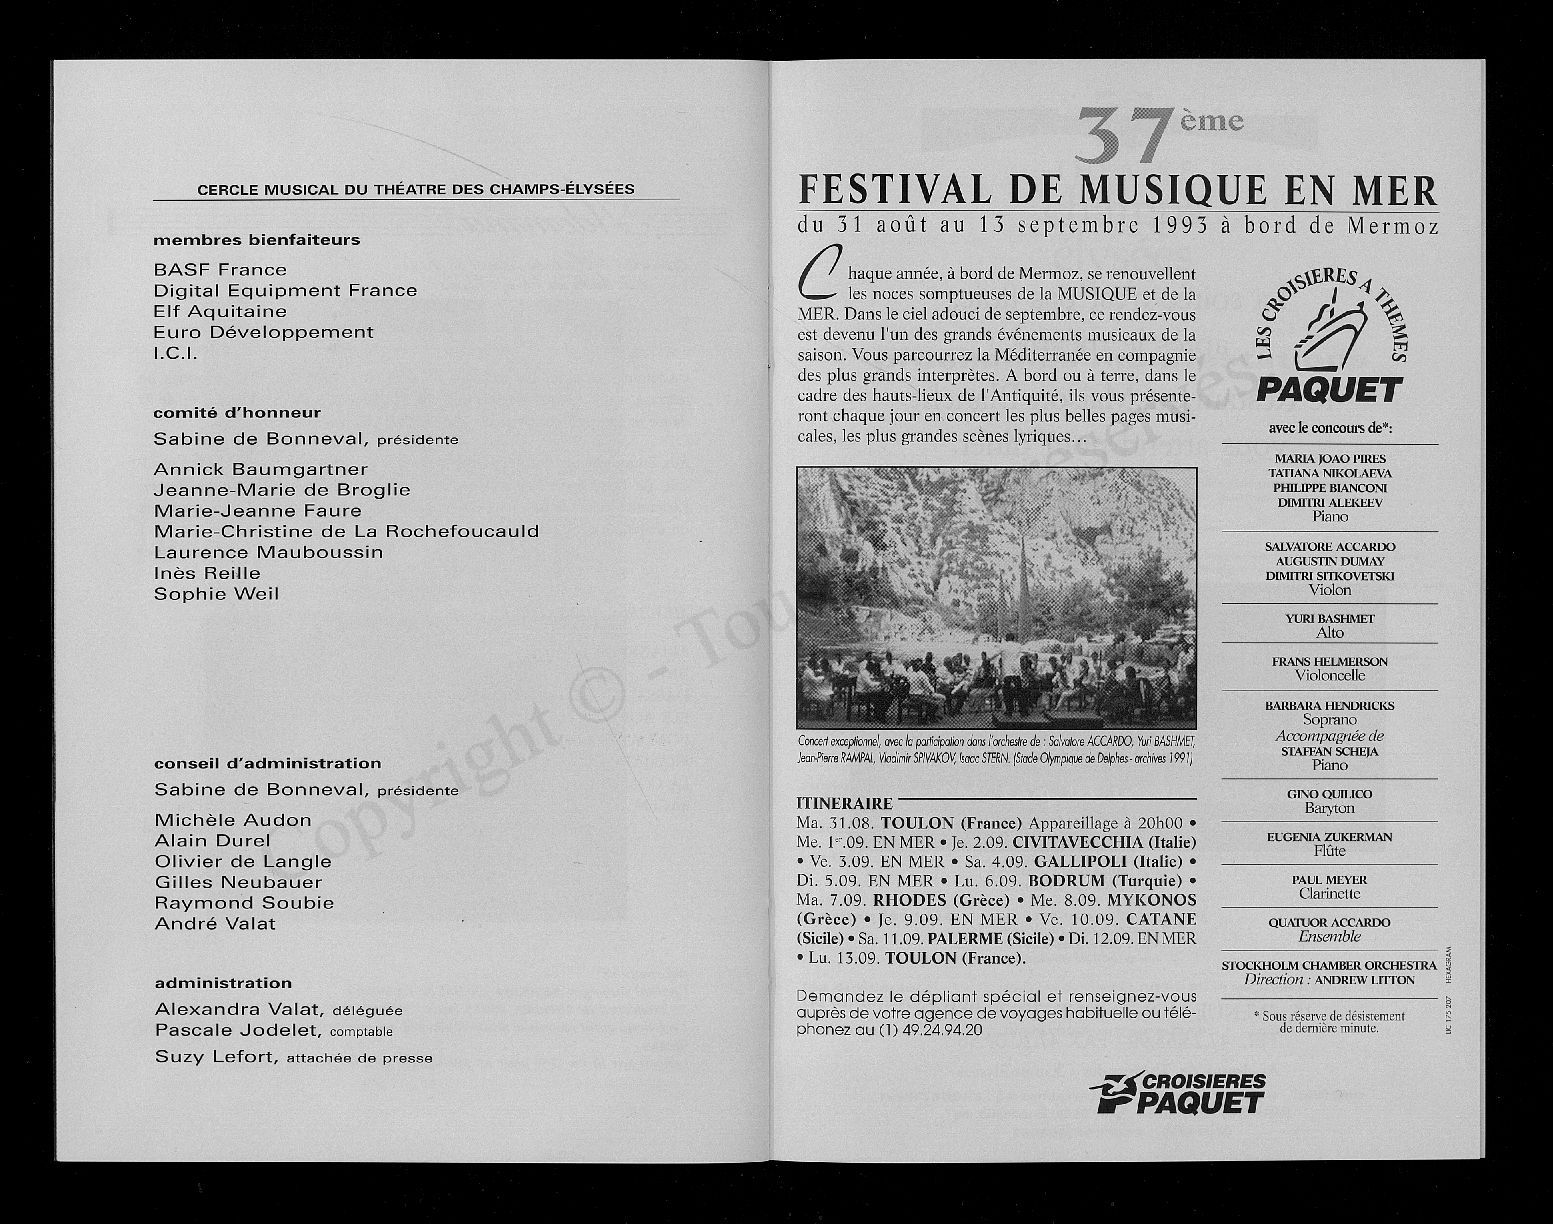 CERCLE MUSICAL DU THÉATRE DES CHAMPS-ÉLYSÉES
membres bienfaiteurs
BASF France
Digital Equipment France
Elf Aquitaine
Euro Développement
I.C.I.
comité d'honneur
Sabine de Bonneval, présidente
Annick Baumgartner
Jeanne-Marie de Broglie
Marie-Jeanne Faure
Marie-Christine de La Rochefoucauld
Laurence Mauboussin
Inès Reille
Sophie Weil
conseil d'administration
Sabine de Bonneval, présidente
Michèle Audon
Alain Durel
Olivier de Langle
Gilles Neubauer
Raymond Soubie
André Valat
administration
Alexandra Valat, déléguée
Pascale Jodelet, comptable
Suzy Lefort, attachée de presse
Copyright © - Tous réservés
37ème
FESTIVAL DE MUSIQUE EN MER
du 31 août au 13 septembre 1993 à bord de Mermoz
Chaque année, à bord de Mermoz, se renouvellent
les noces somptueuses de la MUSIQUE et de la
MER. Dans le ciel adouci de septembre, ce rendez-vous
est devenu l'un des grands événements musicaux de la
saison. Vous parcourrez la Méditerranée en compagnie
des plus grands interprètes. A bord ou à terre, dans le
cadre des hauts-lieux de l'Antiquité, ils vous présente-
ront chaque jour en concert les plus belles pages musi-
cales, les plus grandes scènes lyriques...
Concert exceptionnel, avec la participation dans l'orchestre de : Salvatore ACCARDO, Yuri BASHMET,
Jean-Pierre RAMPAL, Vladimir SPIVAKOV, Isaac STERN. (Stade Olympique de Delphes - archives 1991)
ITINERAIRE
Ma. 31.08. TOULON (France) Appareillage à 20h00 •
Me. 1er.09. EN MER • Je. 2.09. CIVITAVECCHIA (Italie)
• Ve. 3.09. EN MER • Sa. 4.09. GALLIPOLI (Italie) •
Di. 5.09. EN MER • Lu. 6.09. BODRUM (Turquie) •
Ma. 7.09. RHODES (Grèce) • Me. 8.09. MYKONOS
(Grèce) • Je. 9.09. EN MER • Ve. 10.09. CATANE
(Sicile) • Sa. 11.09. PALERME (Sicile) • Di. 12.09. EN MER
• Lu. 13.09. TOULON (France).
Demandez le dépliant spécial et renseignez-vous
auprès de votre agence de voyages habituelle ou télé-
phonez au (1) 49.24.94.20
LES CROISIERES A THEMES
PAQUET
avec le concours de*:
MARIA JOAO PIRES
TATIANA NIKOLAEVA
PHILIPPE BIANCONI
DIMITRI ALEKEEV
Piano
SALVATORE ACCARDO
AUGUSTIN DUMAY
DIMITRI SITKOVETSKI
Violon
YURI BASHMET
Alto
FRANS HELMERSON
Violoncelle
BARBARA HENDRICKS
Soprano
Accompagnée de
STAFFAN SCHEJA
Piano
GINO QUILICO
Baryton
EUGENIA ZUKERMAN
Flûte
PAUL MEYER
Clarinette
QUATUOR ACCARDO
Ensemble
STOCKHOLM CHAMBER ORCHESTRA
Direction : ANDREW LITTON
* Sous réserve de désistement
de dernière minute.
LIC 175 207 HEXAGRAM
CROISIERES
PAQUET